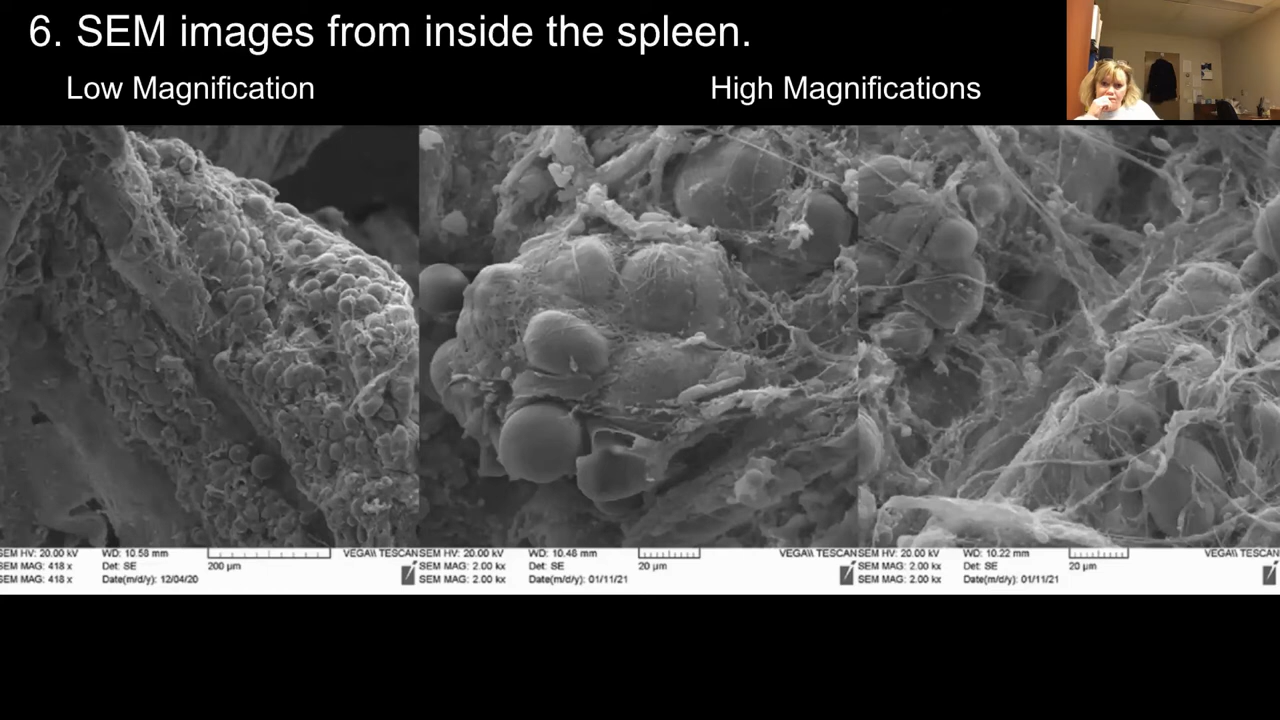 6. SEM images from inside the spleen.
Low Magnification
High Magnifications
SEM HV: 20.00 kV WD: 10.58 mm VEGA\\ TESCAN
SEM MAG: 418 x Det: SE 200 µm
SEM MAG: 418 x Date(m/d/y): 12/04/20
SEM HV: 20.00 kV WD: 10.48 mm VEGA\\ TESCAN
SEM MAG: 2.00 kx Det: SE 20 µm
SEM MAG: 2.00 kx Date(m/d/y): 01/11/21
SEM HV: 20.00 kV WD: 10.22 mm VEGA\\ TESCAN
SEM MAG: 2.00 kx Det: SE 20 µm
SEM MAG: 2.00 kx Date(m/d/y): 01/11/21